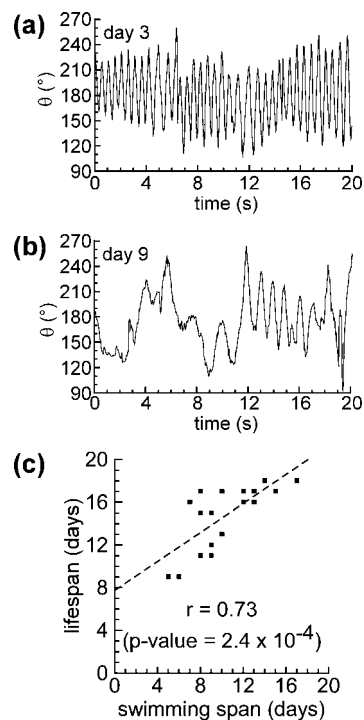 (a)
day 3
270
240
210
180
150
120
90
θ (°)
0 4 8 12 16 20
time (s)
(b)
day 9
270
240
210
180
150
120
90
θ (°)
0 4 8 12 16 20
time (s)
(c)
20
16
12
8
4
0
lifespan (days)
r = 0.73
(p-value = 2.4 x 10⁻⁴)
0 4 8 12 16 20
swimming span (days)